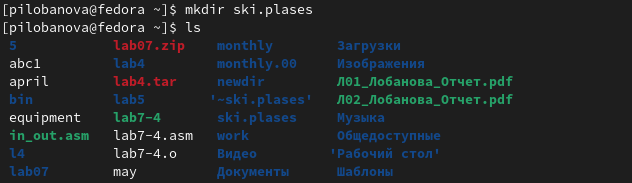 [pilobanova@fedora ~]$ mkdir ski.plases
[pilobanova@fedora ~]$ ls
5 lab07.zip monthly Загрузки
abc1 lab4 monthly.00 Изображения
april lab4.tar newdir Л01_Лобанова_Отчет.pdf
bin lab5 '~ski.plases' Л02_Лобанова_Отчет.pdf
equipment lab7-4 ski.plases Музыка
in_out.asm lab7-4.asm work Общедоступные
l4 lab7-4.o Видео 'Рабочий стол'
lab07 may Документы Шаблоны